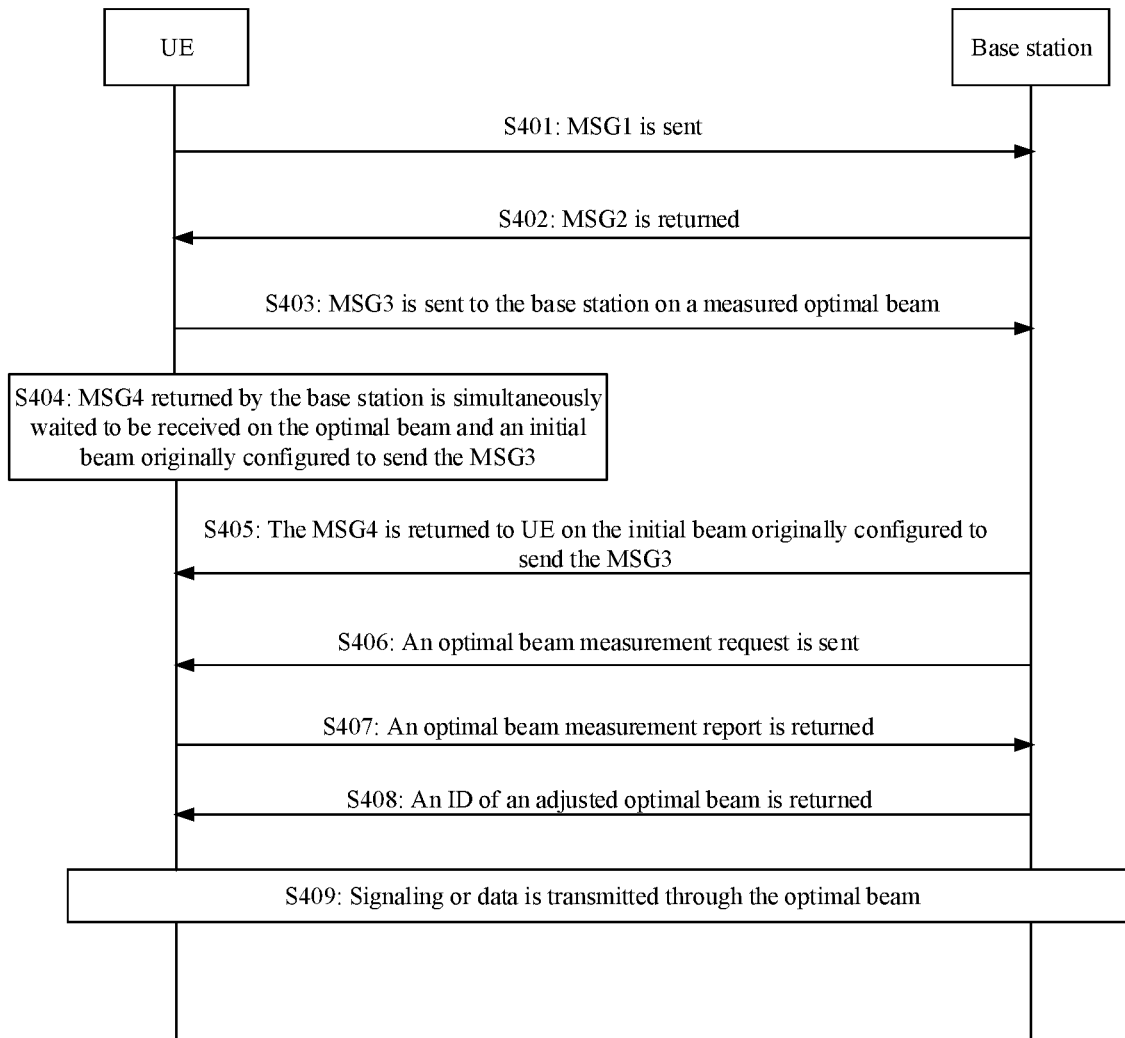 UE
Base station
S401: MSG1 is sent
S402: MSG2 is returned
S403: MSG3 is sent to the base station on a measured optimal beam
S404: MSG4 returned by the base station is simultaneously
waited to be received on the optimal beam and an initial
beam originally configured to send the MSG3
S405: The MSG4 is returned to UE on the initial beam originally configured to
send the MSG3
S406: An optimal beam measurement request is sent
S407: An optimal beam measurement report is returned
S408: An ID of an adjusted optimal beam is returned
S409: Signaling or data is transmitted through the optimal beam